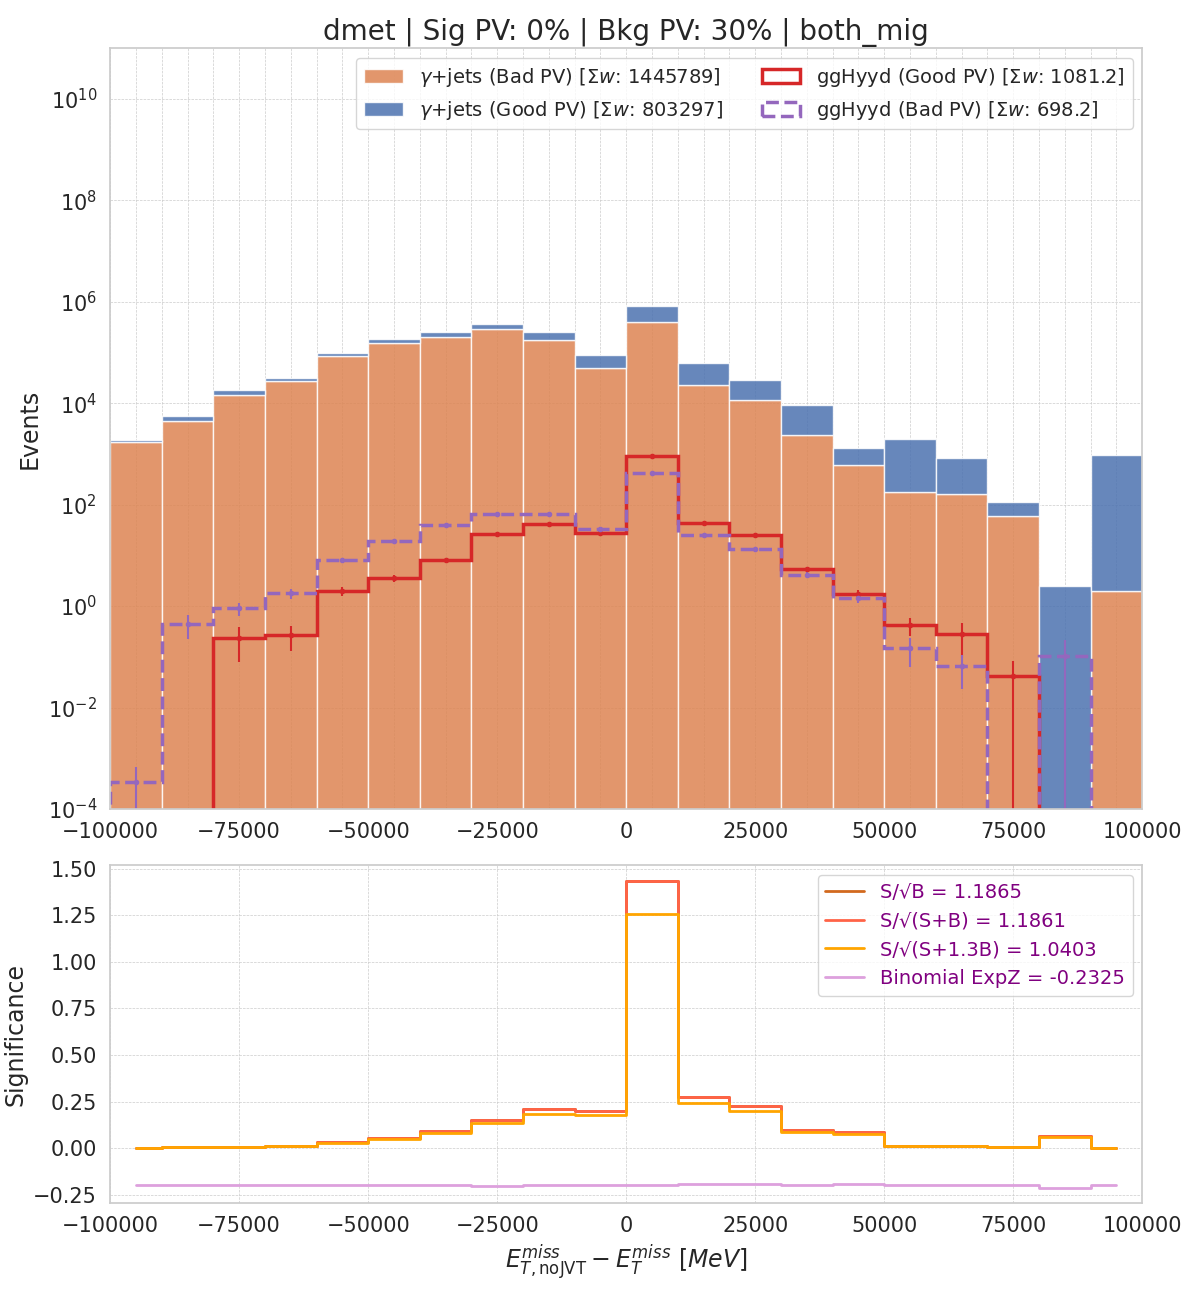 dmet | Sig PV: 0% | Bkg PV: 30% | both_mig
γ+jets (Bad PV) [Σw: 1445789]
γ+jets (Good PV) [Σw: 803297]
ggHyyd (Good PV) [Σw: 1081.2]
ggHyyd (Bad PV) [Σw: 698.2]
Events
10^10
10^8
10^6
10^4
10^2
10^0
10^−2
10^−4
−100000 −75000 −50000 −25000 0 25000 50000 75000 100000
Significance
1.50
1.25
1.00
0.75
0.50
0.25
0.00
−0.25
S/√B = 1.1865
S/√(S+B) = 1.1861
S/√(S+1.3B) = 1.0403
Binomial ExpZ = -0.2325
−100000 −75000 −50000 −25000 0 25000 50000 75000 100000
E_{T,noJVT}^{miss} − E_T^{miss} [MeV]